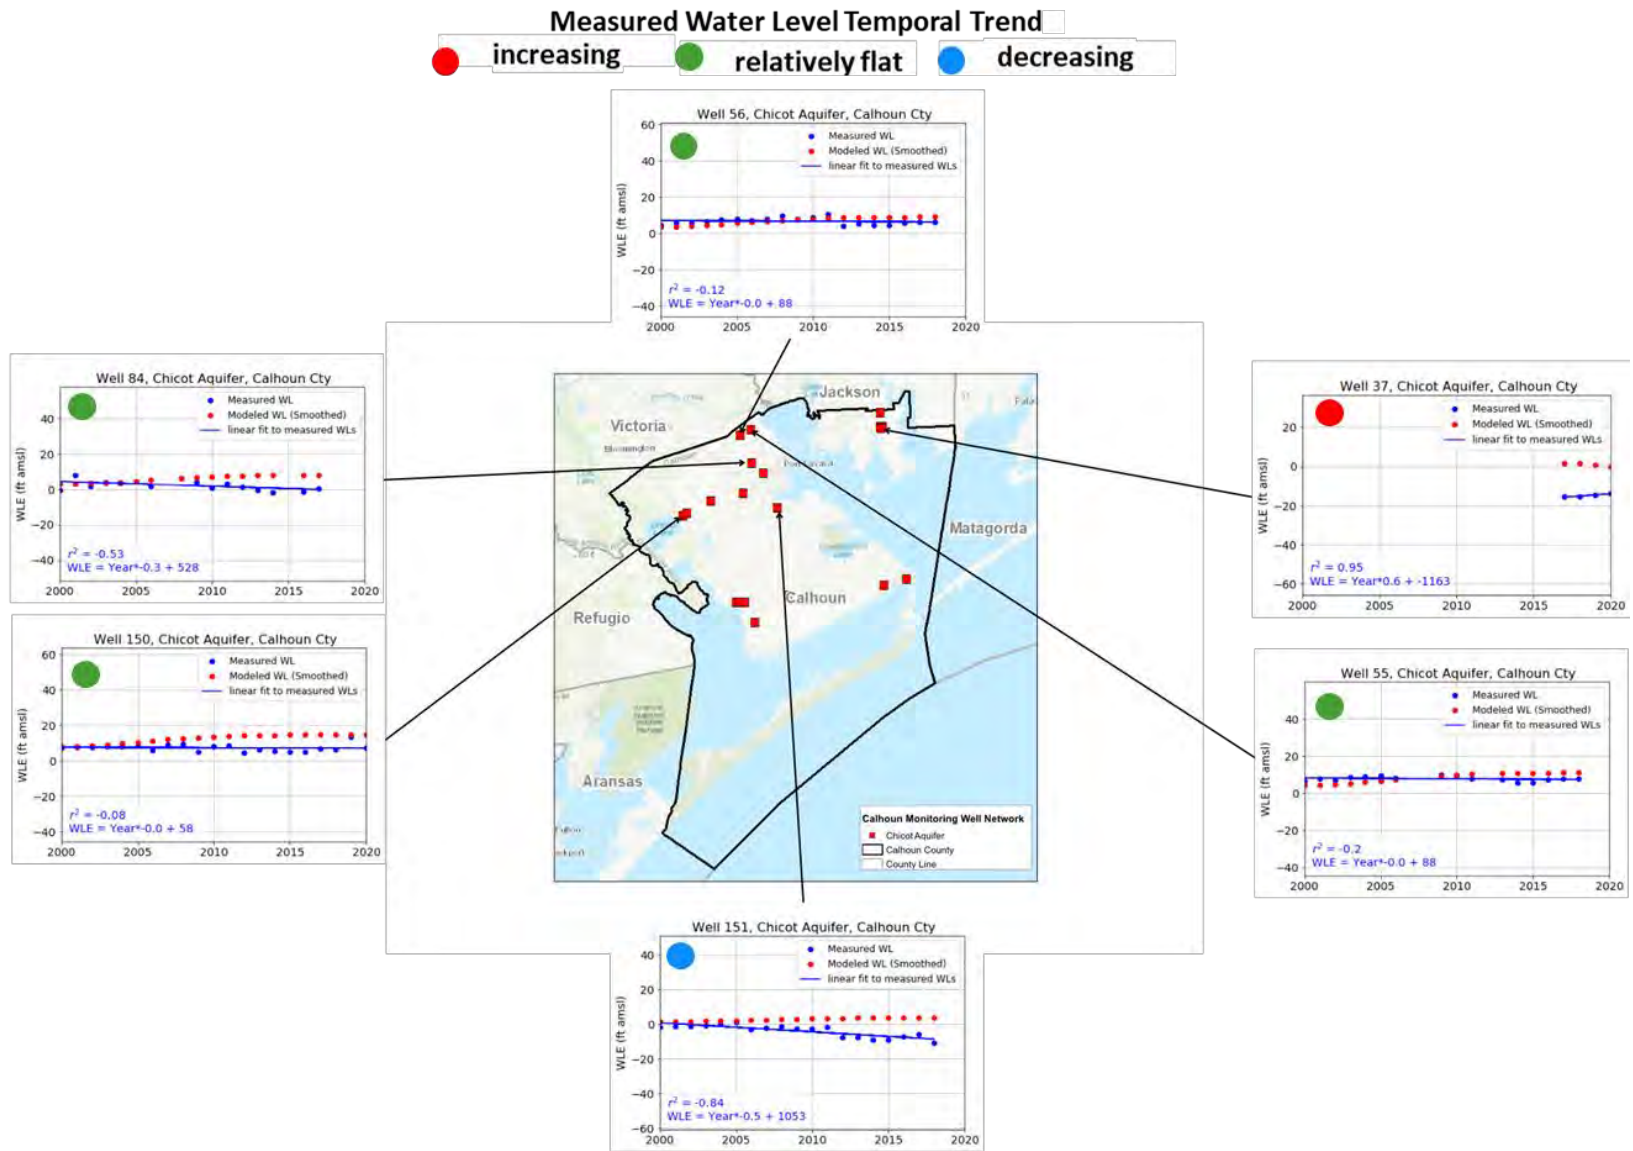 Measured Water Level Temporal Trend
increasing
relatively flat
decreasing
Well 56, Chicot Aquifer, Calhoun Cty
Measured WL
Modeled WL (Smoothed)
linear fit to measured WLs
WLE (ft amsl)
60
40
20
0
−20
−40
r² = -0.12
WLE = Year*-0.0 + 88
2000 2005 2010 2015 2020
Well 84, Chicot Aquifer, Calhoun Cty
Measured WL
Modeled WL (Smoothed)
linear fit to measured WLs
WLE (ft amsl)
40
20
0
−20
−40
r² = -0.53
WLE = Year*-0.3 + 528
2000 2005 2010 2015 2020
Well 37, Chicot Aquifer, Calhoun Cty
Measured WL
Modeled WL (Smoothed)
linear fit to measured WLs
WLE (ft amsl)
20
0
−20
−40
−60
r² = 0.95
WLE = Year*0.6 + -1163
2000 2005 2010 2015 2020
Jackson
Victoria
Bloomington
Port Lavaca
Matagorda
Calhoun
Refugio
Aransas
Calhoun Monitoring Well Network
Chicot Aquifer
Calhoun County
County Line
Well 150, Chicot Aquifer, Calhoun Cty
Measured WL
Modeled WL (Smoothed)
linear fit to measured WLs
WLE (ft amsl)
60
40
20
0
−20
−40
r² = -0.08
WLE = Year*-0.0 + 58
2000 2005 2010 2015 2020
Well 55, Chicot Aquifer, Calhoun Cty
Measured WL
Modeled WL (Smoothed)
linear fit to measured WLs
WLE (ft amsl)
40
20
0
−20
−40
r² = -0.2
WLE = Year*-0.0 + 88
2000 2005 2010 2015 2020
Well 151, Chicot Aquifer, Calhoun Cty
Measured WL
Modeled WL (Smoothed)
linear fit to measured WLs
WLE (ft amsl)
40
20
0
−20
−40
−60
r² = -0.84
WLE = Year*-0.5 + 1053
2000 2005 2010 2015 2020